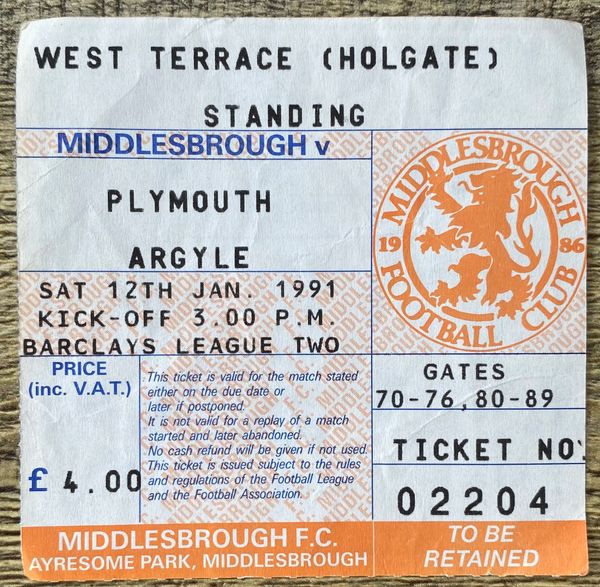 WEST TERRACE (HOLGATE)
STANDING
MIDDLESBROUGH v
PLYMOUTH
ARGYLE
SAT 12TH JAN. 1991
KICK-OFF 3.00 P.M.
BARCLAYS LEAGUE TWO
MIDDLESBROUGH
1986
FOOTBALL CLUB
PRICE
(inc. V.A.T.)
£ 4.00
This ticket is valid for the match stated
either on the due date or
later if postponed.
It is not valid for a replay of a match
started and later abandoned.
No cash refund will be given if not used.
This ticket is issued subject to the rules
and regulations of the Football League
and the Football Association.
GATES
70-76,80-89
TICKET NO.
02204
MIDDLESBROUGH F.C.
AYRESOME PARK, MIDDLESBROUGH
TO BE
RETAINED